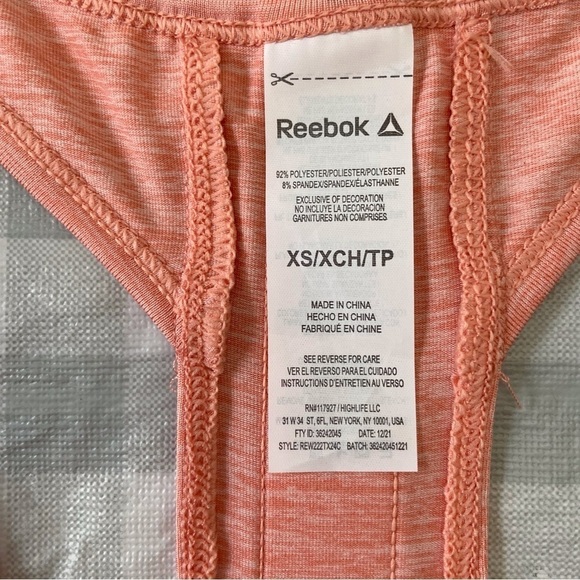 Reebok
92% POLYESTER/POLIESTER/POLYESTER
8% SPANDEX/SPANDEX/ÉLASTHANNE
EXCLUSIVE OF DECORATION
NO INCLUYE LA DECORACION
GARNITURES NON COMPRISES
XS/XCH/TP
MADE IN CHINA
HECHO EN CHINA
FABRIQUÉ EN CHINE
SEE REVERSE FOR CARE
VER EL REVERSO PARA EL CUIDADO
INSTRUCTIONS D'ENTRETIEN AU VERSO
RN#117927 / HIGHLIFE LLC
31 W 34 ST, 6FL, NEW YORK, NY 10001, USA
FTY ID: 36242045 DATE: 12/21
STYLE: REW222TX24C BATCH: 362420451221